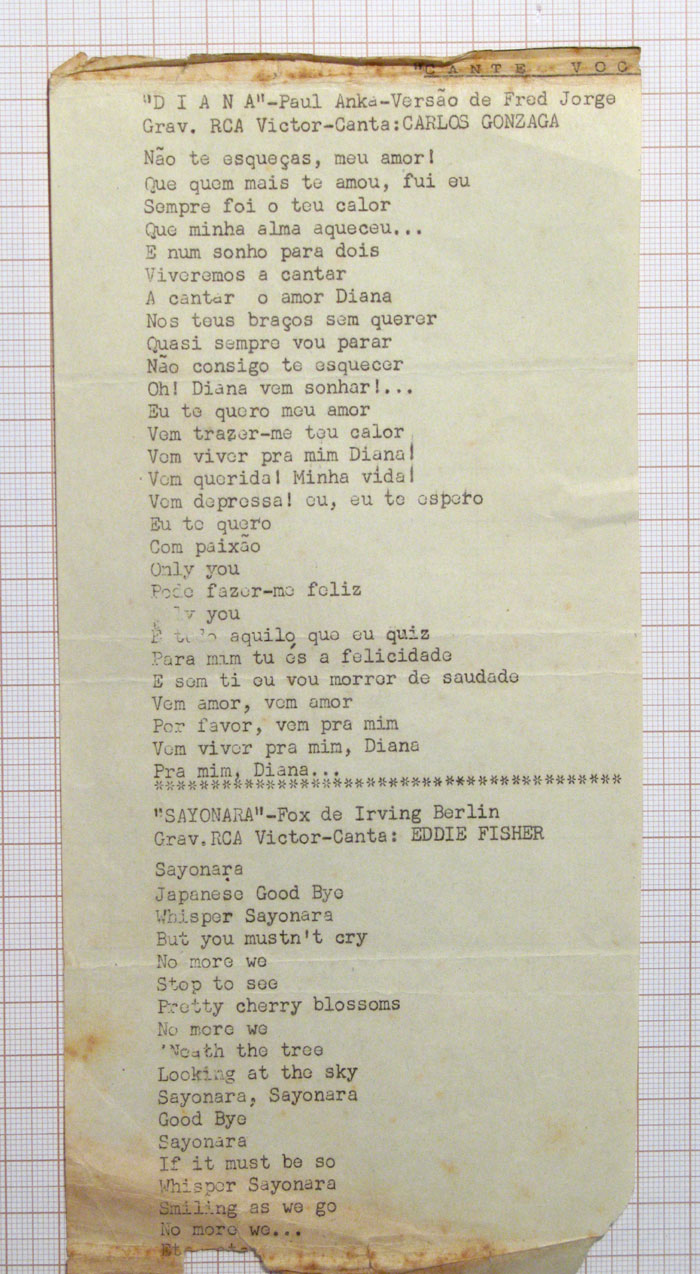 "CANTE VOC
"D I A N A"-Paul Anka-Versão de Fred Jorge
Grav. RCA Victor-Canta:CARLOS GONZAGA
Não te esqueças, meu amor!
Que quem mais te amou, fui eu
Sempre foi o teu calor
Que minha alma aqueceu...
E num sonho para dois
Viveremos a cantar
A cantar o amor Diana
Nos teus braços sem querer
Quasi sempre vou parar
Não consigo te esquecer
Oh! Diana vem sonhar!...
Eu te quero meu amor
Vem trazer-me teu calor
Vem viver pra mim Diana!
Vem querida! Minha vida!
Vem depressa! eu, eu te espero
Eu te quero
Com paixão
Only you
Pode fazer-me feliz
you
É tudo aquilo que eu quiz
Para mim tu és a felicidade
E sem ti eu vou morrer de saudade
Vem amor, vem amor
Por favor, vem pra mim
Vem viver pra mim, Diana
Pra mim, Diana...
*********************************************
"SAYONARA"-Fox de Irving Berlin
Grav.RCA Victor-Canta: EDDIE FISHER
Sayonara
Japanese Good Bye
Whisper Sayonara
But you mustn't cry
No more we
Stop to see
Pretty cherry blossoms
No more we
'Neath the tree
Looking at the sky
Sayonara, Sayonara
Good Bye
Sayonara
If it must be so
Whisper Sayonara
Smiling as we go
No more we...